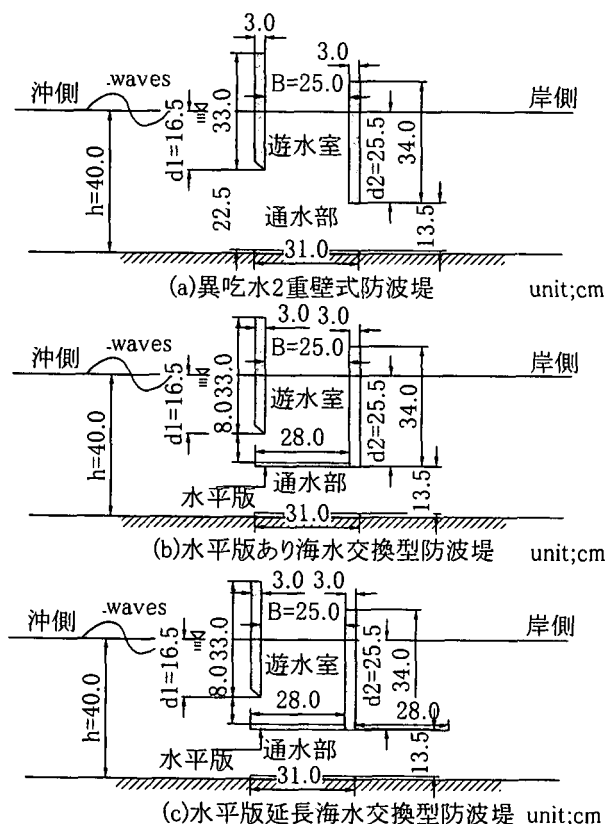 3.0
3.0
沖側
waves
B=25.0
岸側
h=40.0
d1=16.5
33.0
遊水室
d2=25.5
34.0
22.5
通水部
13.5
31.0
(a)異吃水2重壁式防波堤 unit;cm
3.0 3.0
沖側
waves
B=25.0
岸側
h=40.0
d1=16.5
8.0 33.0
遊水室
d2=25.5
34.0
28.0
水平版
通水部
13.5
31.0
(b)水平版あり海水交換型防波堤 unit;cm
3.0 3.0
沖側
waves
B=25.0
岸側
h=40.0
d1=16.5
8.0 33.0
遊水室
d2=25.5
34.0
28.0
28.0
水平版
通水部
13.5
31.0
(c)水平版延長海水交換型防波堤 unit;cm